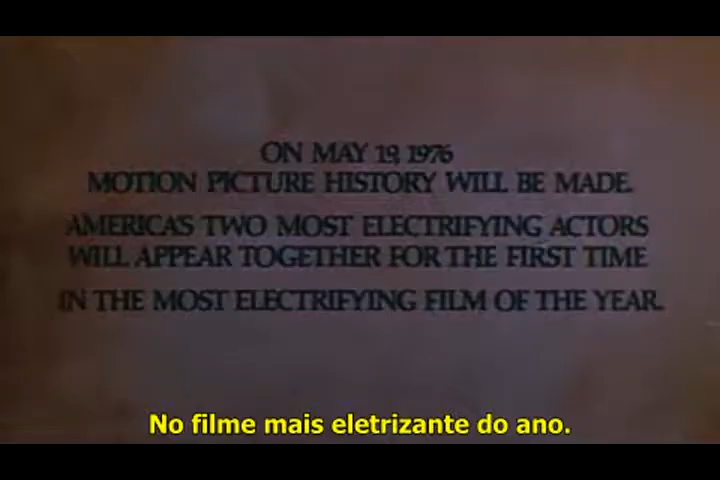 ON MAY 19, 1976
MOTION PICTURE HISTORY WILL BE MADE.
AMERICA'S TWO MOST ELECTRIFYING ACTORS
WILL APPEAR TOGETHER FOR THE FIRST TIME
IN THE MOST ELECTRIFYING FILM OF THE YEAR.
No filme mais eletrizante do ano.